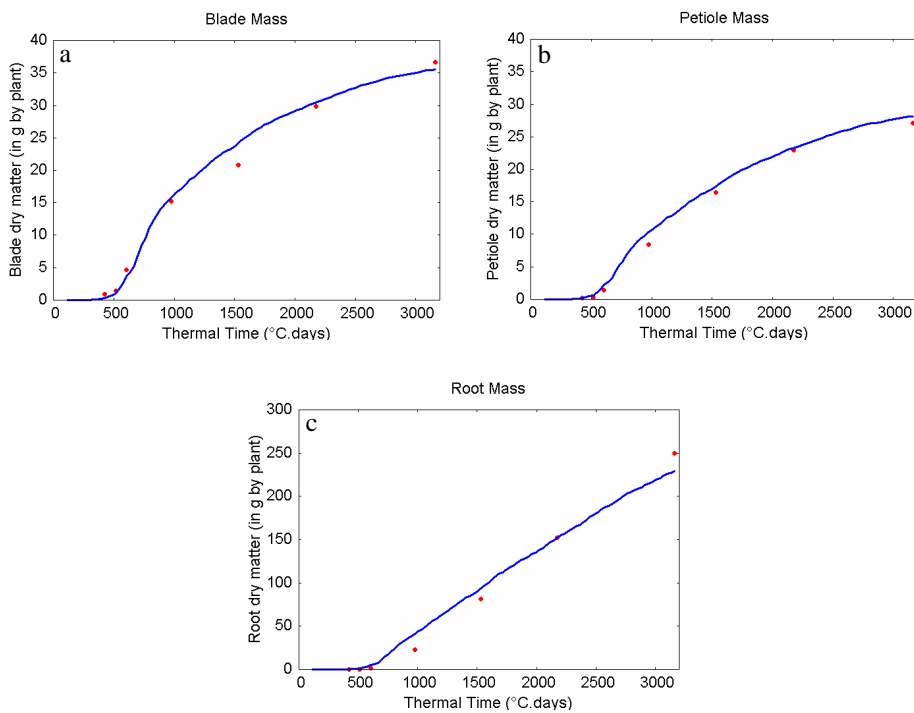 Blade Mass
a
Blade dry matter (in g by plant)
40
35
30
25
20
15
10
5
0
0 500 1000 1500 2000 2500 3000
Thermal Time (°C.days)
Petiole Mass
b
Petiole dry matter (in g by plant)
40
35
30
25
20
15
10
5
0
0 500 1000 1500 2000 2500 3000
Thermal Time (°C.days)
Root Mass
c
Root dry matter (in g by plant)
300
250
200
150
100
50
0
0 500 1000 1500 2000 2500 3000
Thermal Time (°C.days)